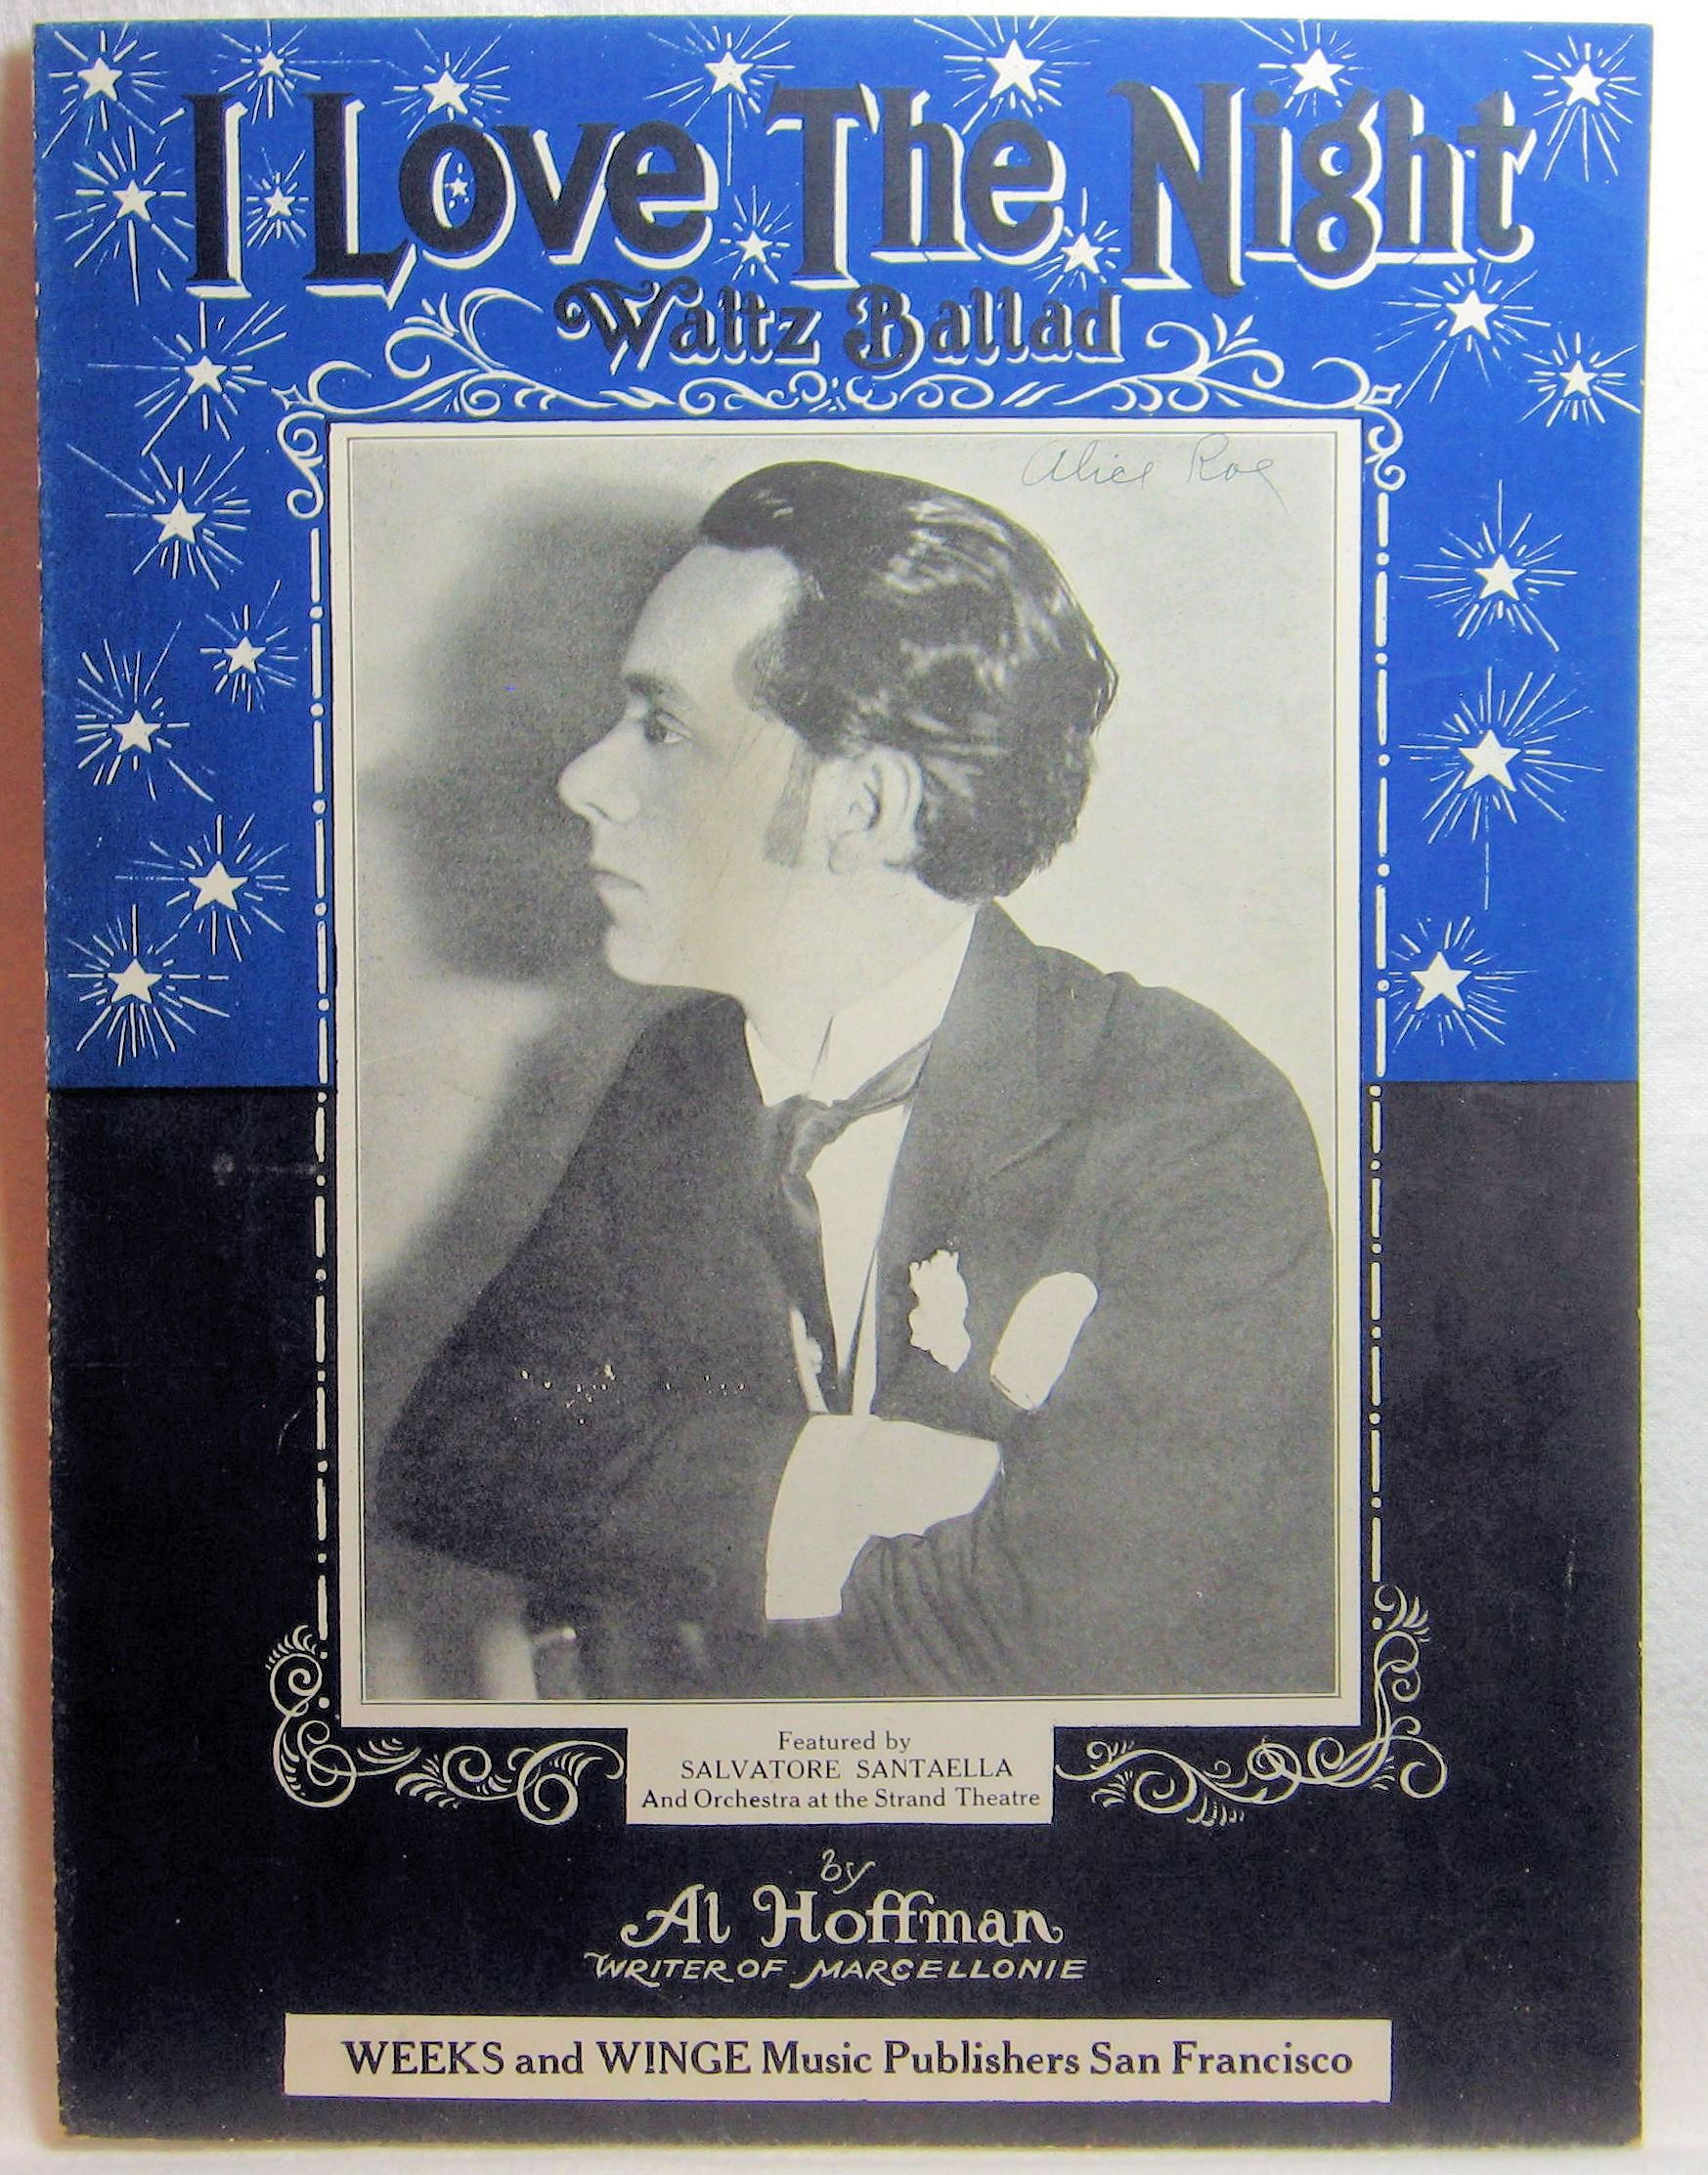 I Love The Night
Waltz Ballad
Alice Roe
Featured by
SALVATORE SANTAELLA
And Orchestra at the Strand Theatre
by
Al Hoffman
WRITER OF MARCELLONIE
WEEKS and WINGE Music Publishers San Francisco